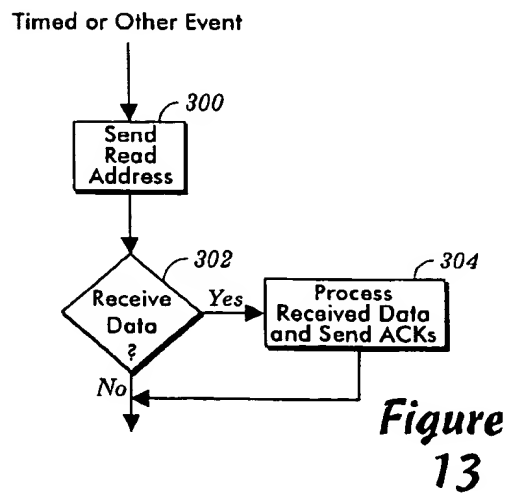 Timed or Other Event
300
Send
Read
Address
302
Receive
Data
?
Yes
304
Process
Received Data
and Send ACKs
No
Figure
13